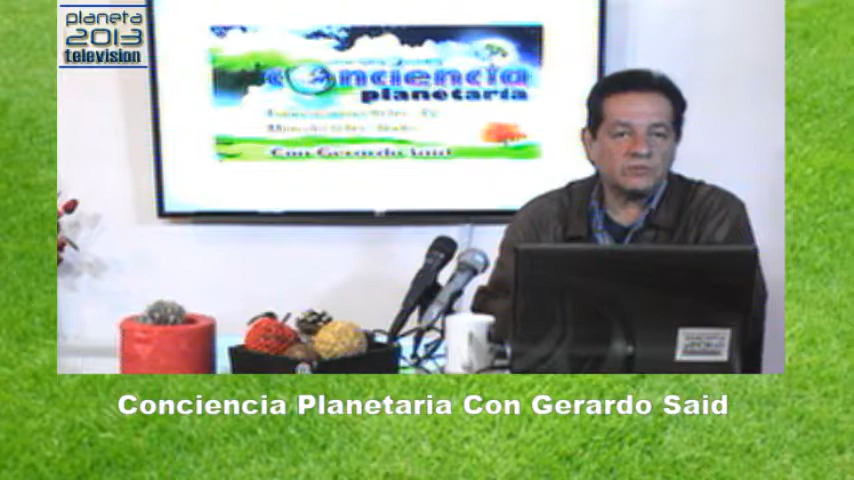 planeta
2013
television
conciencia
planetaria
Con Gerardo Said
Conciencia Planetaria Con Gerardo Said